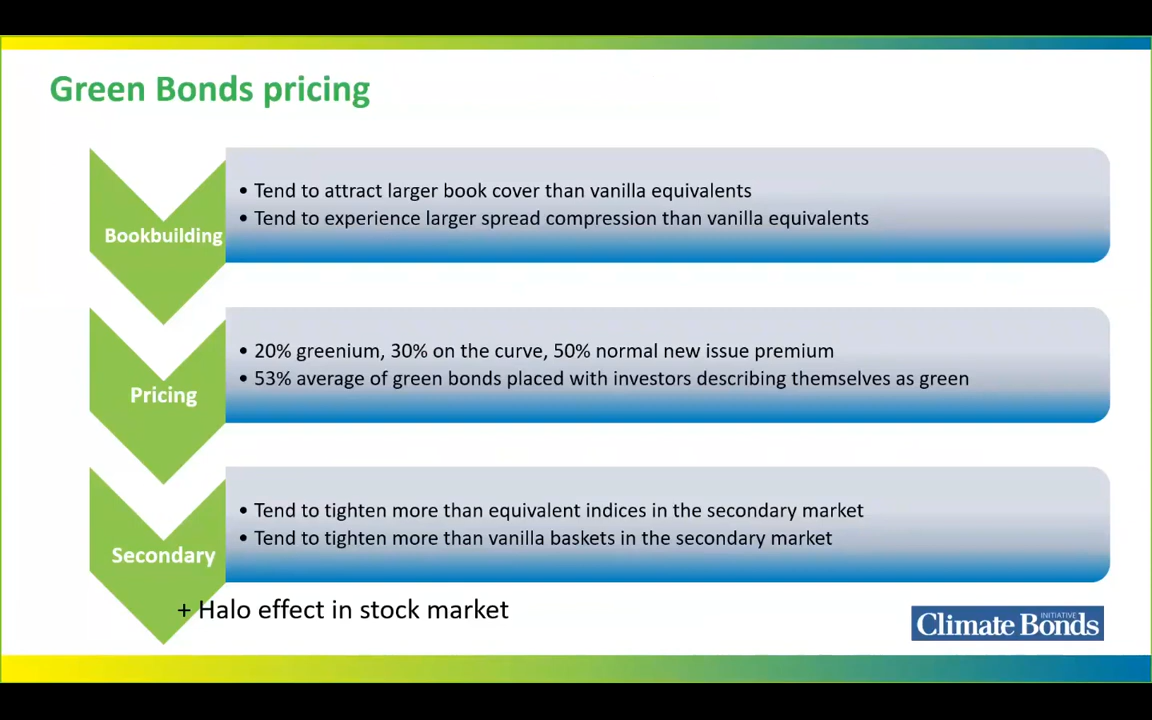 Green Bonds pricing
Bookbuilding
• Tend to attract larger book cover than vanilla equivalents
• Tend to experience larger spread compression than vanilla equivalents
Pricing
• 20% greenium, 30% on the curve, 50% normal new issue premium
• 53% average of green bonds placed with investors describing themselves as green
Secondary
• Tend to tighten more than equivalent indices in the secondary market
• Tend to tighten more than vanilla baskets in the secondary market
+ Halo effect in stock market
INITIATIVE
Climate Bonds